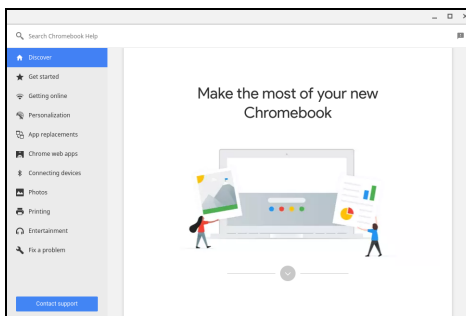 Search Chromebook Help
Discover
Get started
Getting online
Personalization
App replacements
Chrome web apps
Connecting devices
Photos
Printing
Entertainment
Fix a problem
Contact support
Make the most of your new
Chromebook